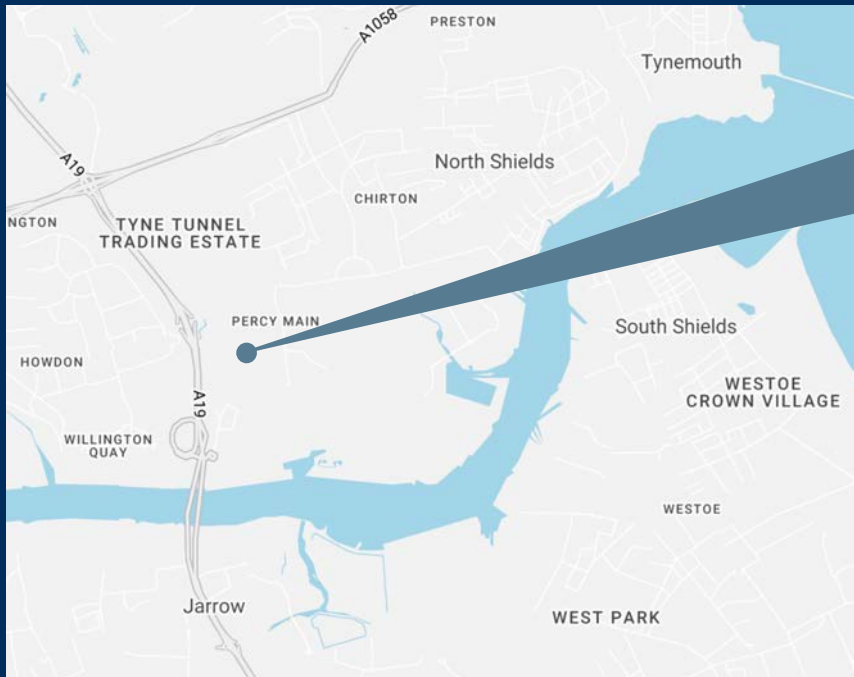 A1058
PRESTON
Tynemouth
A19
North Shields
CHIRTON
NGTON
TYNE TUNNEL
TRADING ESTATE
PERCY MAIN
South Shields
HOWDON
WESTOE
CROWN VILLAGE
A19
WILLINGTON
QUAY
WESTOE
Jarrow
WEST PARK